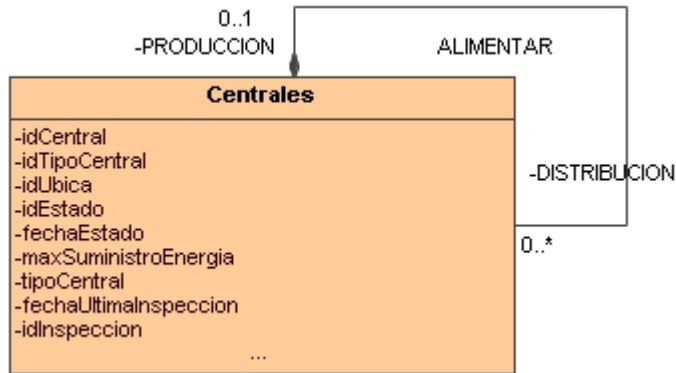 0..1
-PRODUCCION
ALIMENTAR
Centrales
-idCentral
-idTipoCentral
-idUbica
-idEstado
-fechaEstado
-maxSuministroEnergia
-tipoCentral
-fechaUltimaInspeccion
-idInspeccion
...
-DISTRIBUCION
0..*